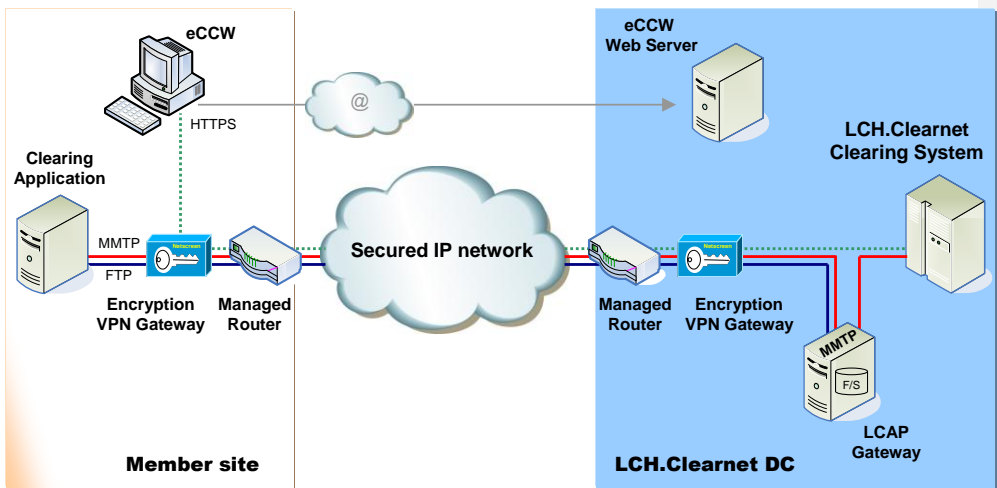 eCCW
HTTPS
@
eCCW
Web Server
LCH.Clearnet
Clearing System
Clearing
Application
MMTP
FTP
Netscreen
Encryption
VPN Gateway
Managed
Router
Secured IP network
Managed
Router
Netscreen
Encryption
VPN Gateway
MMTP
F/S
LCAP
Gateway
Member site
LCH.Clearnet DC